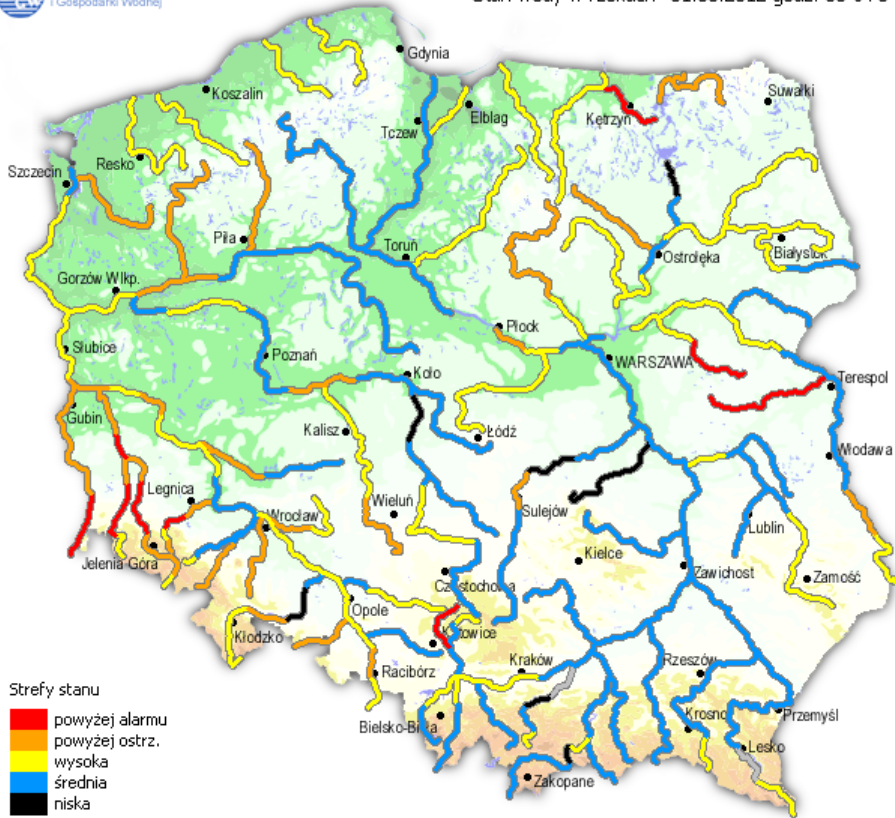 i Gospodarki Wodnej
Gdynia
Koszalin
Suwałki
Elbląg
Kętrzyn
Tczew
Resko
Szczecin
Piła
Toruń
Białystok
Ostrołęka
Gorzów Wlkp.
Płock
Słubice
Poznań
WARSZAWA
Koło
Terespol
Gubin
Kalisz
Łódź
Włodawa
Legnica
Wieluń
Sulejów
Wrocław
Lublin
Jelenia Góra
Kielce
Zawichost
Zamość
Częstochowa
Opole
Kłodzko
Katowice
Kraków
Rzeszów
Racibórz
Strefy stanu
powyżej alarmu
powyżej ostrz.
wysoka
średnia
niska
Bielsko-Biała
Krosno
Przemyśl
Lesko
Zakopane